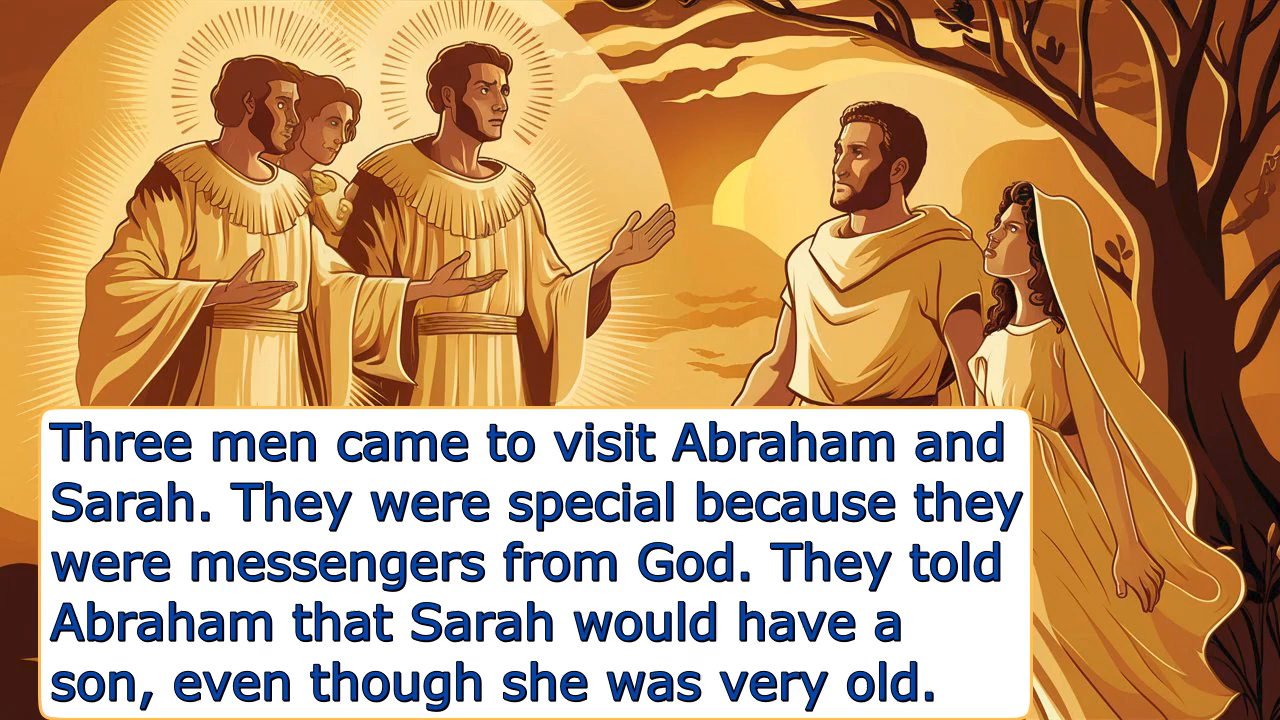 Three men came to visit Abraham and
Sarah. They were special because they
were messengers from God. They told
Abraham that Sarah would have a
son, even though she was very old.